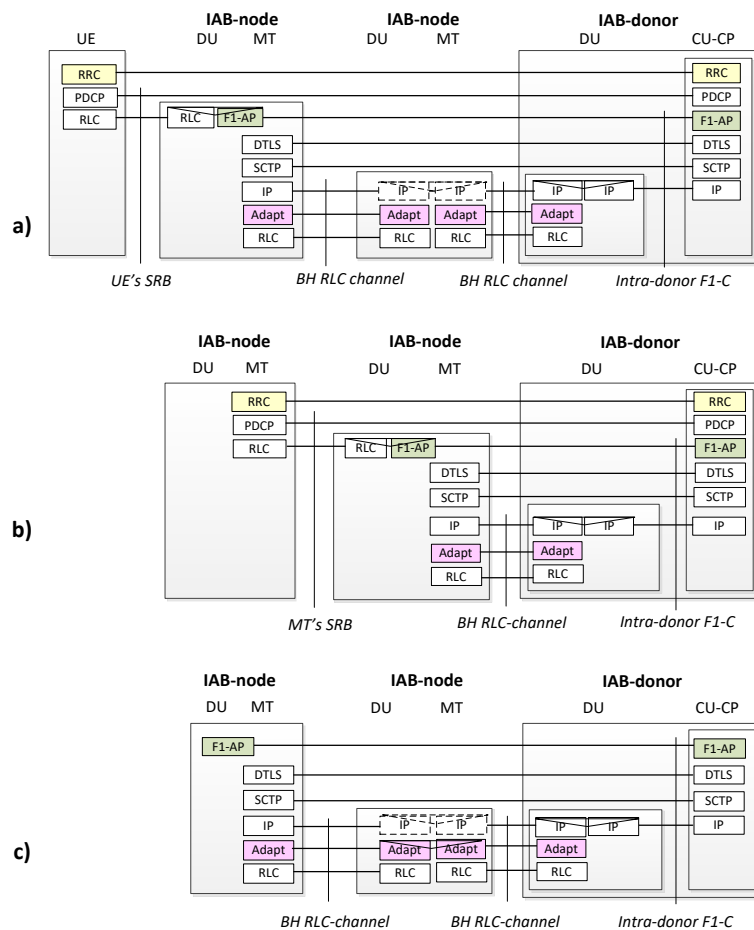 IAB-node IAB-node IAB-donor
UE DU MT DU MT DU CU-CP
RRC RRC
PDCP PDCP
RLC RLC F1-AP F1-AP
DTLS DTLS
SCTP SCTP
IP IP IP IP IP IP
Adapt Adapt Adapt Adapt
a)
RLC RLC RLC RLC
UE's SRB BH RLC channel BH RLC channel Intra-donor F1-C
IAB-node IAB-node IAB-donor
DU MT DU MT DU CU-CP
RRC RRC
PDCP PDCP
RLC RLC F1-AP F1-AP
DTLS DTLS
SCTP SCTP
b)
IP IP IP IP
Adapt Adapt
RLC RLC
MT's SRB BH RLC-channel Intra-donor F1-C
IAB-node IAB-node IAB-donor
DU MT DU MT DU CU-CP
F1-AP F1-AP
DTLS DTLS
SCTP SCTP
IP IP IP IP IP IP
c)
Adapt Adapt Adapt Adapt
RLC RLC RLC RLC
BH RLC-channel BH RLC-channel Intra-donor F1-C